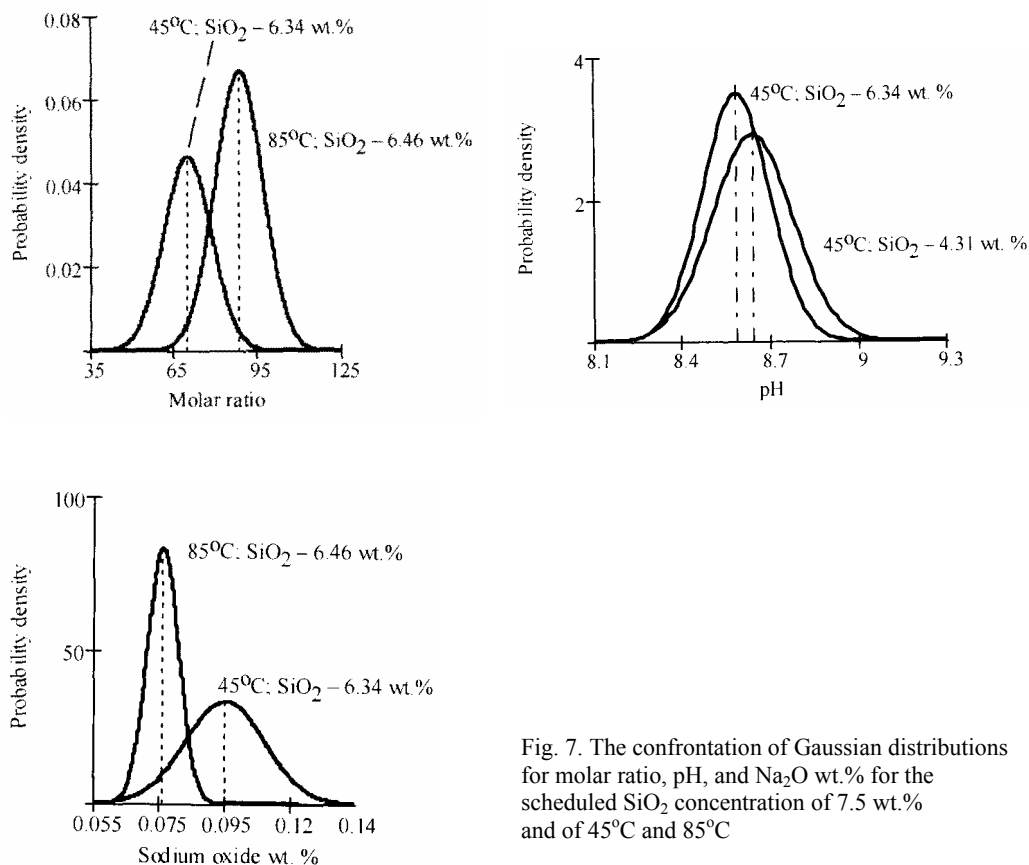 Probability density
0.08
0.06
0.04
0.02
45°C; SiO₂ – 6.34 wt.%
85°C; SiO₂ – 6.46 wt.%
35
65
95
125
Molar ratio
Probability density
4
2
45°C; SiO₂ – 6.34 wt. %
45°C; SiO₂ – 4.31 wt. %
8.1
8.4
8.7
9
9.3
pH
Probability density
100
50
85°C; SiO₂ – 6.46 wt.%
45°C; SiO₂ – 6.34 wt.%
0.055
0.075
0.095
0.12
0.14
Sodium oxide wt. %
Fig. 7. The confrontation of Gaussian distributions
for molar ratio, pH, and Na₂O wt.% for the
scheduled SiO₂ concentration of 7.5 wt.%
and of 45°C and 85°C